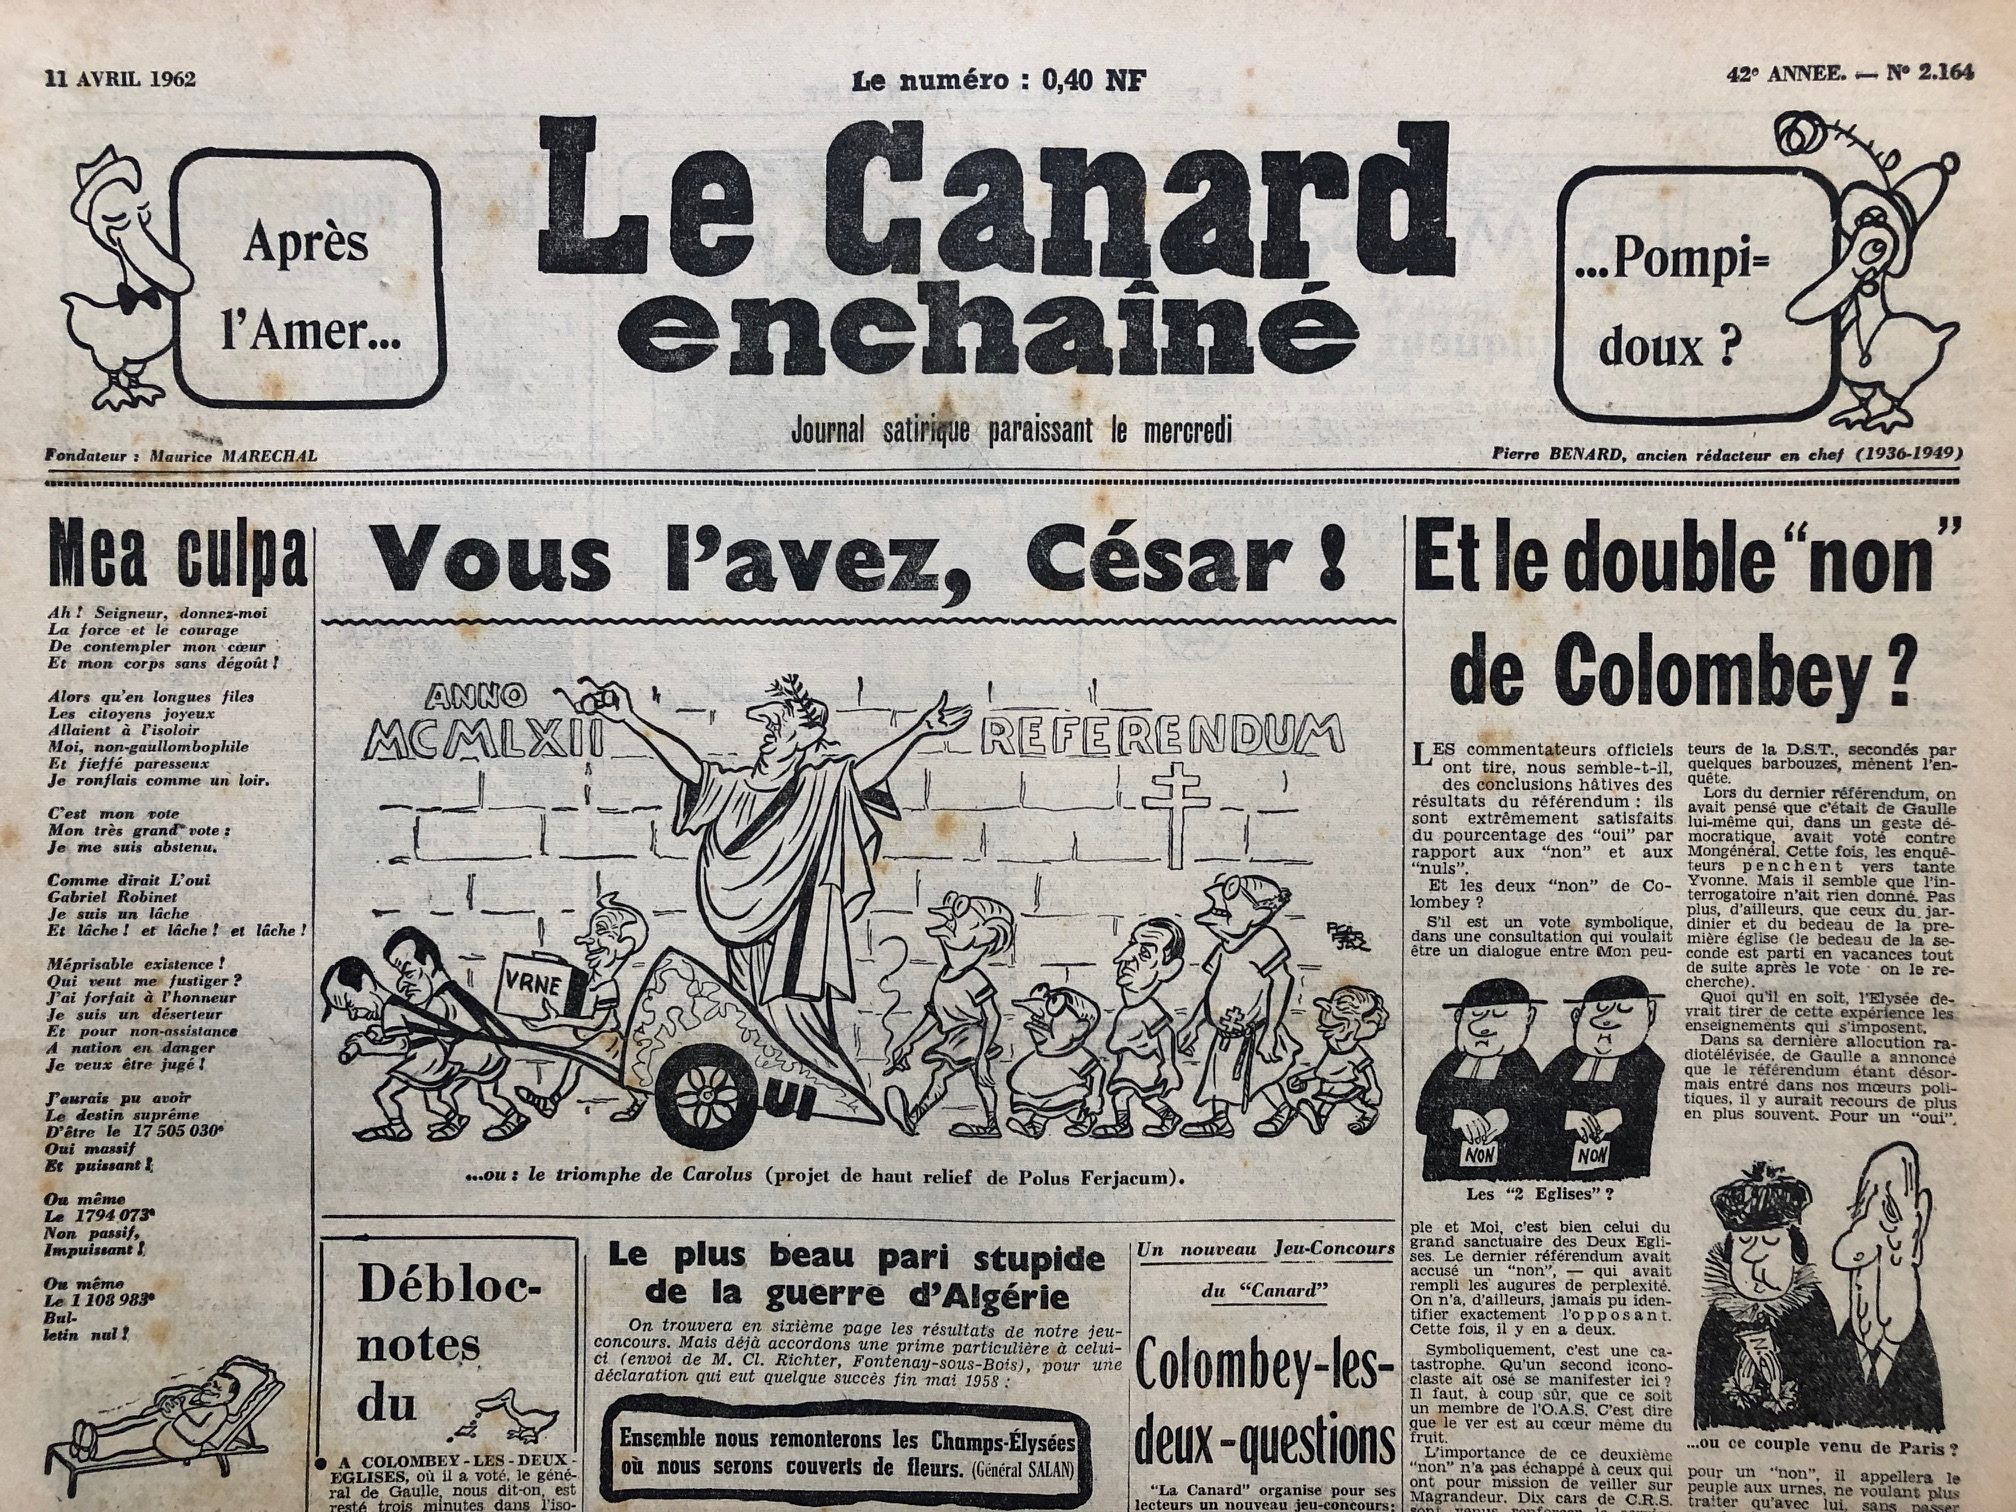 11 AVRIL 1962
Le numéro : 0,40 NF
42e ANNEE. — N° 2.164
Après
l'Amer...
Le Canard
enchaîné
...Pompi=
doux ?
Journal satirique paraissant le mercredi
Fondateur : Maurice MARECHAL
Pierre BENARD, ancien rédacteur en chef (1936-1949)
Mea culpa
Ah ! Seigneur, donnez-moi
La force et le courage
De contempler mon cœur
Et mon corps sans dégoût !
Alors qu'en longues files
Les citoyens joyeux
Allaient à l'isoloir
Moi, non-gaullombophile
Et fieffé paresseux
Je ronflais comme un loir.
C'est mon vote
Mon très grand vote :
Je me suis abstenu.
Comme dirait L'oui
Gabriel Robinet
Je suis un lâche
Et lâche ! et lâche ! et lâche !
Méprisable existence !
Qui veut me fustiger ?
J'ai forfait à l'honneur
Je suis un déserteur
Et pour non-assistance
A nation en danger
Je veux être jugé !
J'aurais pu avoir
Le destin suprême
D'être le 17 505 030e
Oui massif
Et puissant !
Ou même
Le 1794 073e
Non passif,
Impuissant !
Ou même
Le 1 108 983e
Bul-
letin nul !
Vous l'avez, César !
ANNO
MCMLXII
REFERENDUM
VRNE
OUI
...ou : le triomphe de Carolus (projet de haut relief de Polus Ferjacum).
Débloc-
notes
du
A COLOMBEY-LES-DEUX-
EGLISES, où il a voté, le géné-
ral de Gaulle, nous dit-on, est
resté trois minutes dans l'iso-
Le plus beau pari stupide
de la guerre d'Algérie
On trouvera en sixième page les résultats de notre jeu-
concours. Mais déjà accordons une prime particulière à celui-
ci (envoi de M. Cl. Richter, Fontenay-sous-Bois), pour une
déclaration qui eut quelque succès fin mai 1958 :
Ensemble nous remonterons les Champs-Élysées
où nous serons couverts de fleurs. (Général SALAN)
Un nouveau Jeu-Concours
du "Canard"
Colombey-les-
deux-questions
"La Canard" organise pour ses
lecteurs un nouveau jeu-concours :
Et le double "non"
de Colombey ?
LES commentateurs officiels
ont tiré, nous semble-t-il,
des conclusions hâtives des
résultats du référendum : ils
sont extrêmement satisfaits
du pourcentage des "oui" par
rapport aux "non" et aux
"nuls".
Et les deux "non" de Co-
lombey ?
S'il est un vote symbolique,
dans une consultation qui voulait
être un dialogue entre Mon peu-
NON
NON
Les "2 Eglises" ?
ple et Moi, c'est bien celui du
grand sanctuaire des Deux Egli-
ses. Le dernier référendum avait
accusé un "non", — qui avait
rempli les augures de perplexité.
On n'a, d'ailleurs, jamais pu iden-
tifier exactement l'opposant.
Cette fois, il y en a deux.
Symboliquement, c'est une ca-
tastrophe. Qu'un second icono-
claste ait osé se manifester ici ?
Il faut, à coup sûr, que ce soit
un membre de l'O.A.S. C'est dire
que le ver est au cœur même du
fruit.
L'importance de ce deuxième
"non" n'a pas échappé à ceux qui
ont pour mission de veiller sur
Magrandeur. Dix cars de C.R.S.
teurs de la D.S.T., secondés par
quelques barbouzes, mènent l'en-
quête.
Lors du dernier référendum, on
avait pensé que c'était de Gaulle
lui-même qui, dans un geste dé-
mocratique, avait voté contre
Mongénéral. Cette fois, les enquê-
teurs penchent vers tante
Yvonne. Mais il semble que l'in-
terrogatoire n'ait rien donné. Pas
plus, d'ailleurs, que ceux du jar-
dinier et du bedeau de la pre-
mière église (le bedeau de la se-
conde est parti en vacances tout
de suite après le vote on le re-
cherche).
Quoi qu'il en soit, l'Elysée de-
vrait tirer de cette expérience les
enseignements qui s'imposent.
Dans sa dernière allocution ra-
diotélévisée, de Gaulle a annoncé
que le référendum étant désor-
mais entré dans nos mœurs poli-
tiques, il y aurait recours de plus
en plus souvent. Pour un "oui",
...ou ce couple venu de Paris ?
pour un "non", il appellera le
peuple aux urnes, ne voulant plus
traiter qu'avec lui, sans passer